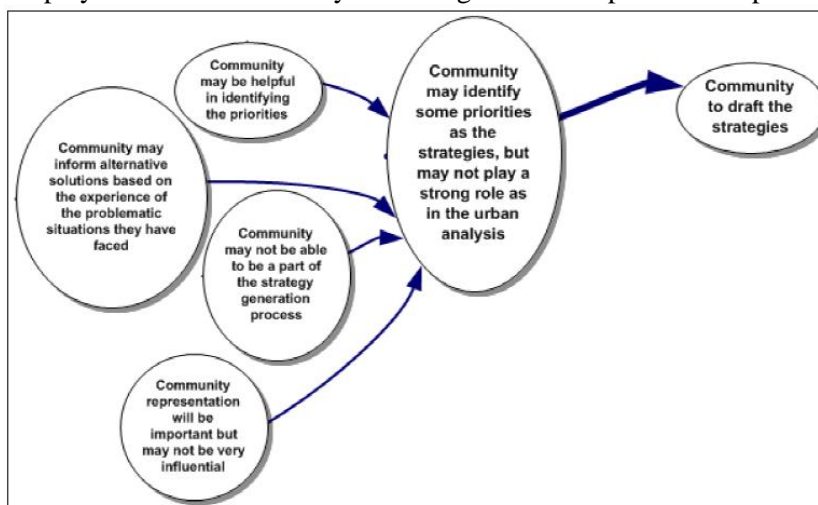 Community
may be helpful
in identifying
the priorities
Community may
inform alternative
solutions based on
the experience of
the problematic
situations they have
faced
Community
may not be able
to be a part of
the strategy
generation
process
Community
representation
will be
important but
may not be very
influential
Community
may identify
some priorities
as the
strategies, but
may not play a
strong role as
in the urban
analysis
Community
to draft the
strategies